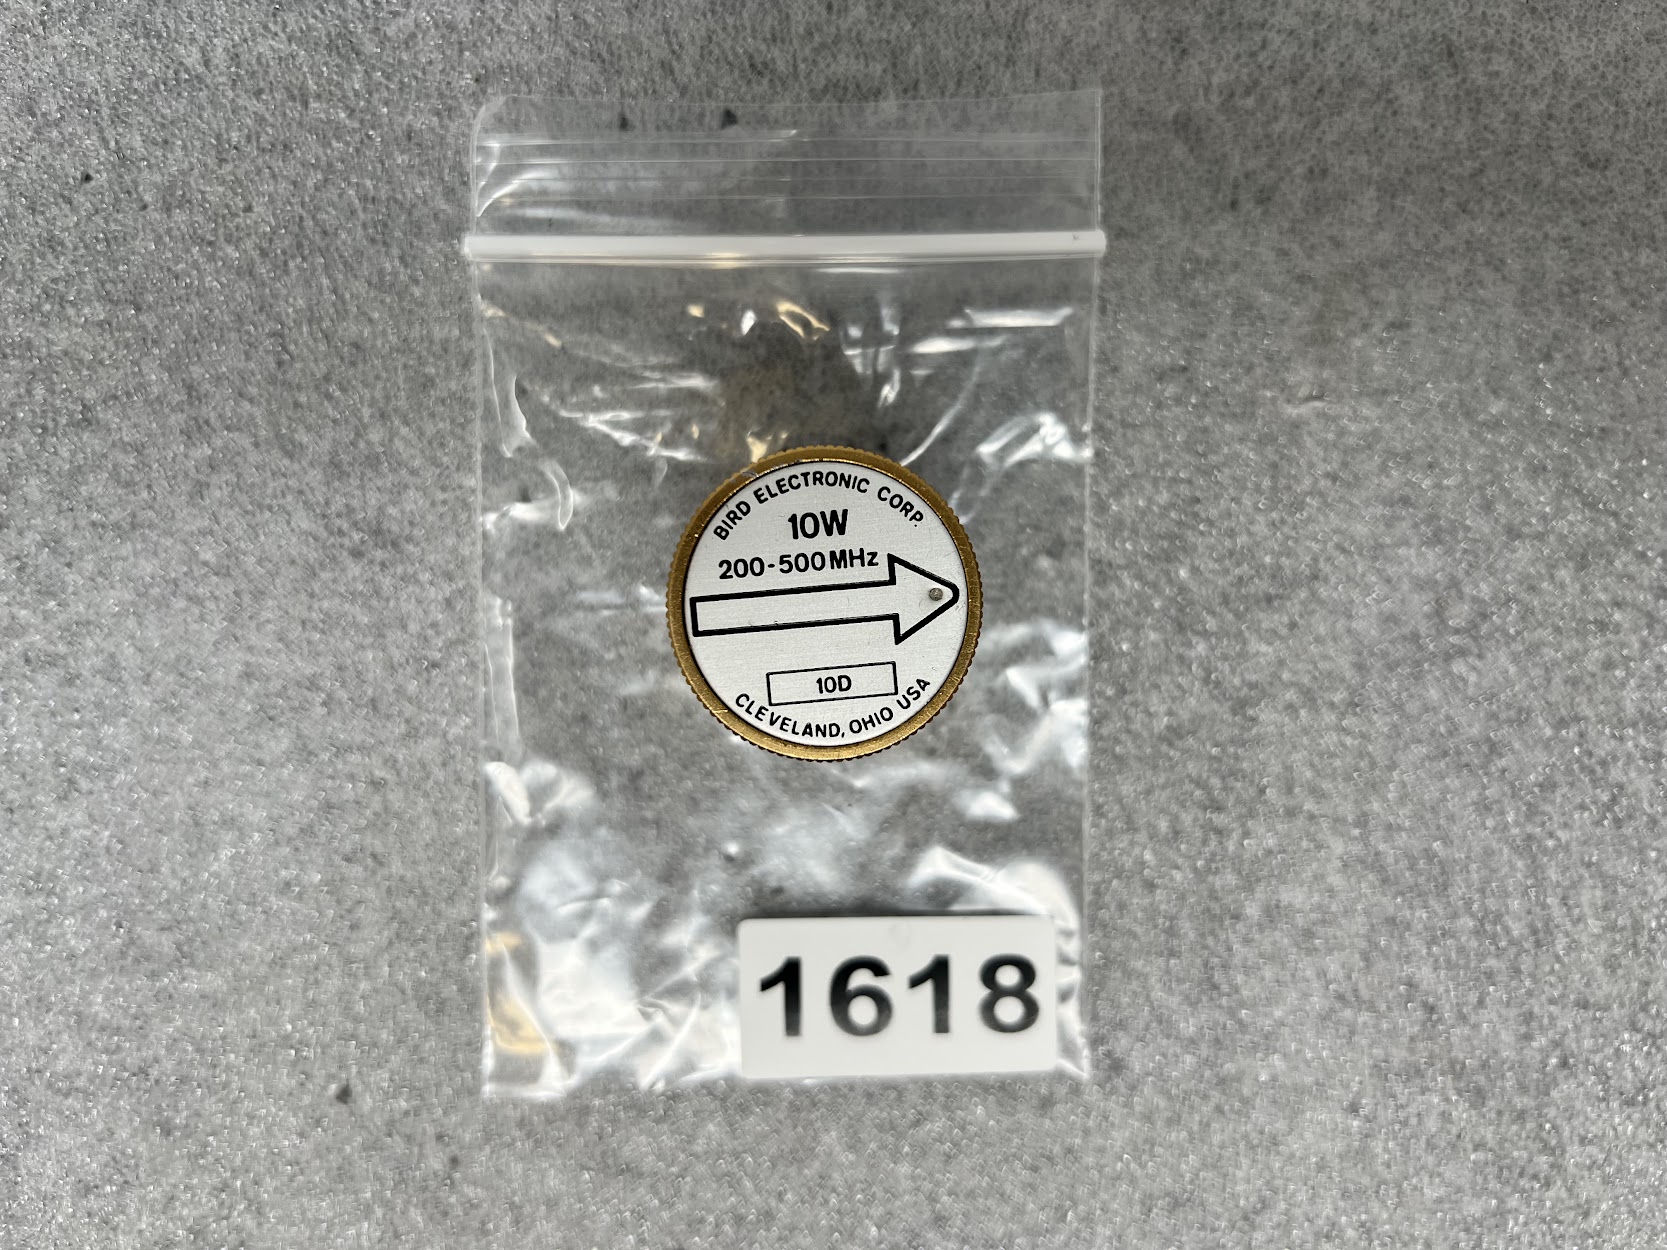 BIRD ELECTRONIC CORP.
10W
200-500MHz
10D
CLEVELAND, OHIO USA
1618